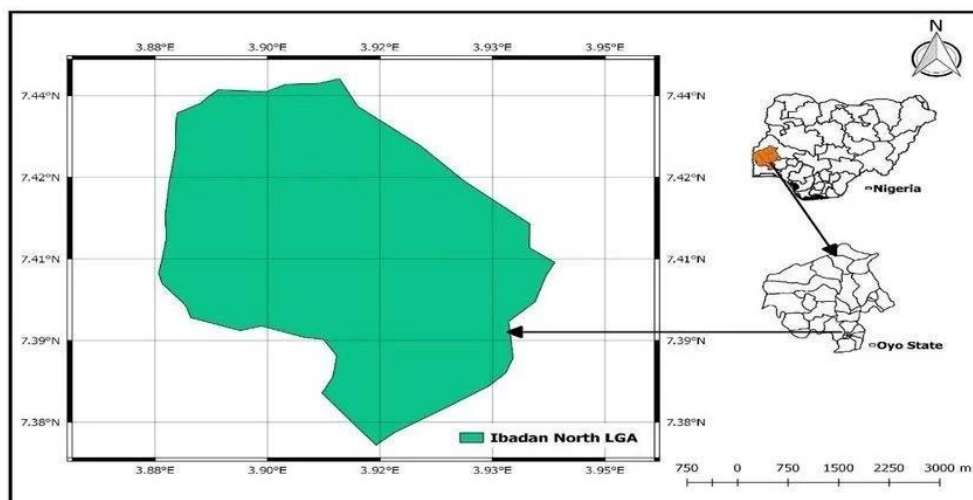 N
3.88°E 3.90°E 3.92°E 3.93°E 3.95°E
7.44°N 7.44°N
7.42°N 7.42°N
Nigeria
7.41°N 7.41°N
7.39°N 7.39°N
Oyo State
7.38°N 7.38°N
Ibadan North LGA
3.88°E 3.90°E 3.92°E 3.93°E 3.95°E
750 0 750 1500 2250 3000 m